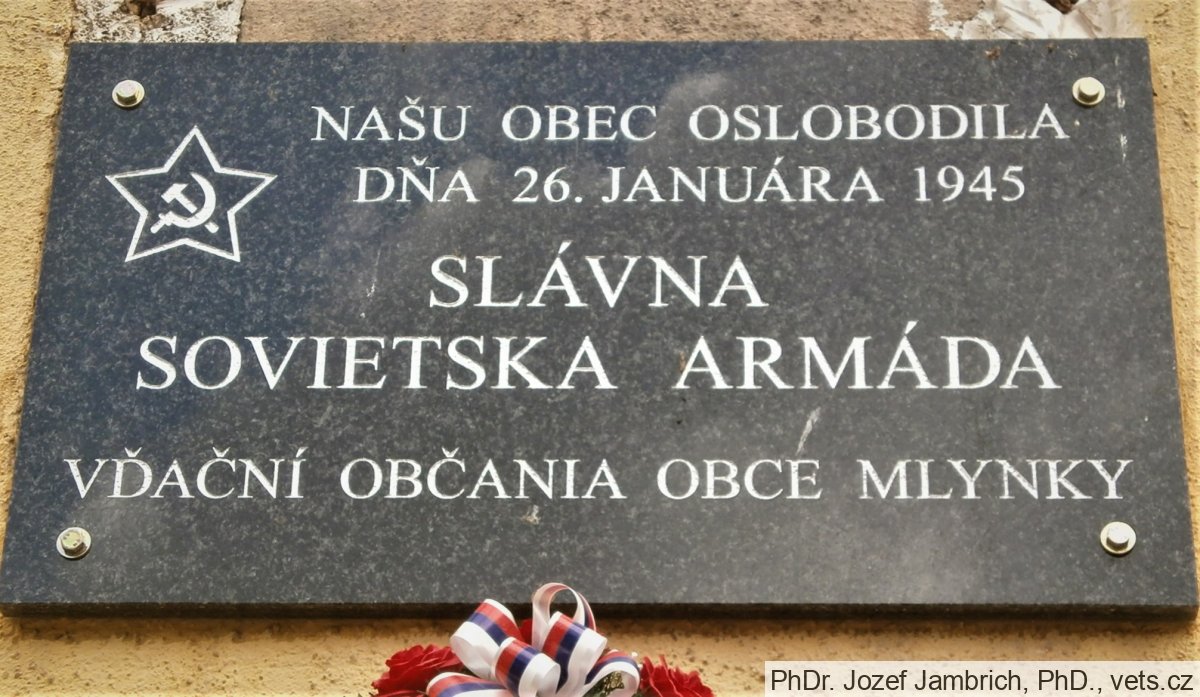 NAŠU OBEC OSLOBODILA
DŇA 26. JANUÁRA 1945
SLÁVNA
SOVIETSKA ARMÁDA
VĎAČNÍ OBČANIA OBCE MLYNKY
PhDr. Jozef Jambrich, PhD., vets.cz